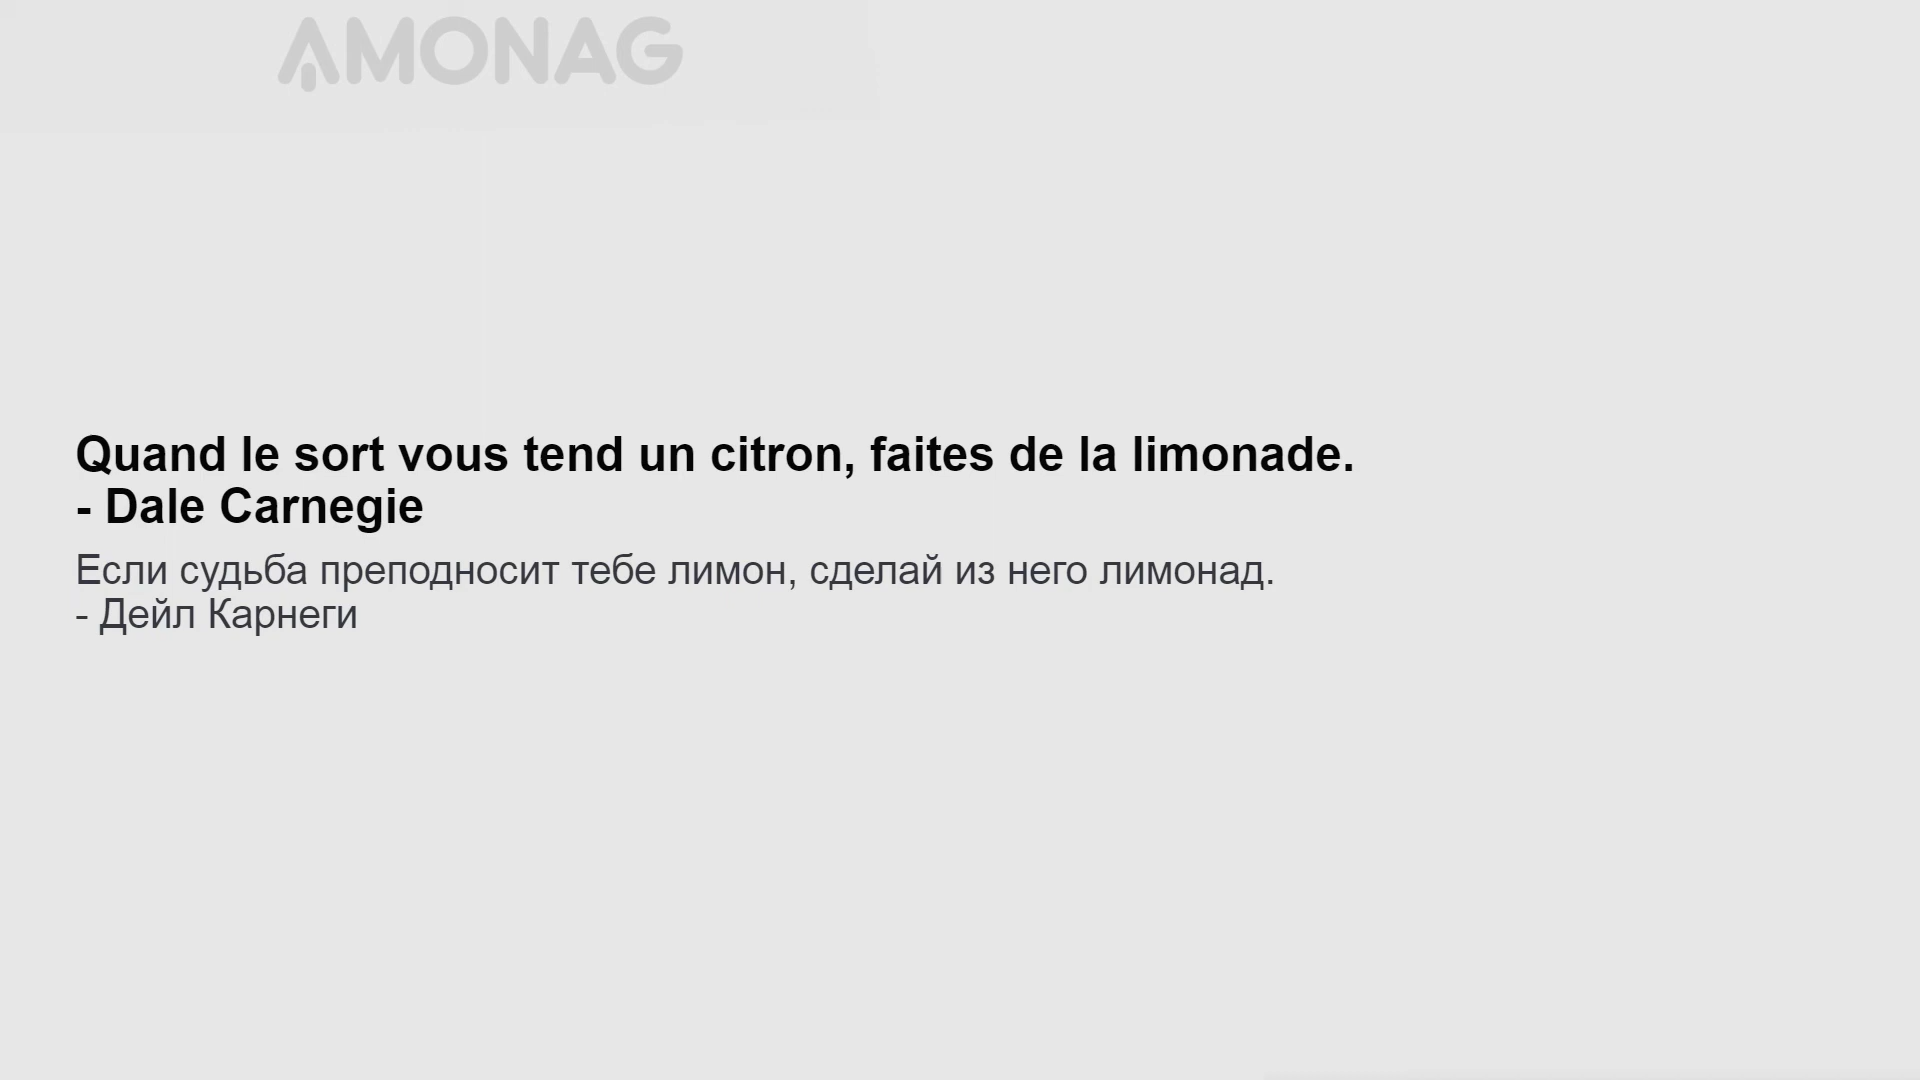 AMONAG
Quand le sort vous tend un citron, faites de la limonade.
- Dale Carnegie
Если судьба преподносит тебе лимон, сделай из него лимонад.
- Дейл Карнеги